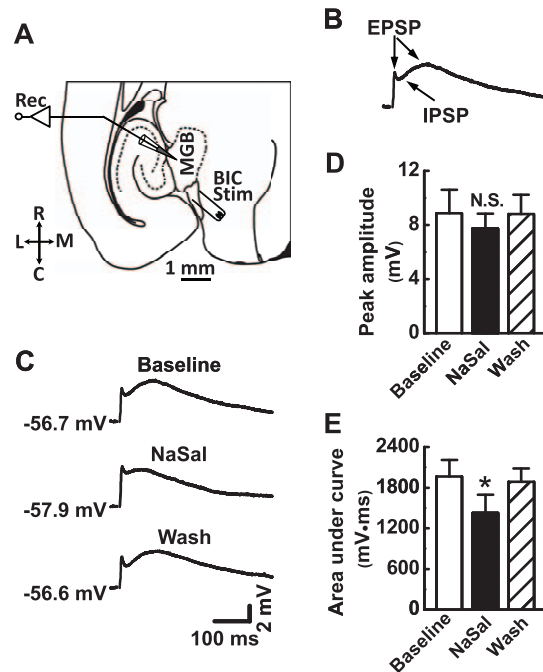 A
Rec
MGB
BIC
Stim
R
L M
C
1 mm
B
EPSP
IPSP
C
Baseline
-56.7 mV
NaSal
-57.9 mV
Wash
-56.6 mV
100 ms
2 mV
D
Peak amplitude
(mV)
12
8
4
0
N.S.
Baseline
NaSal
Wash
E
Area under curve
(mV•ms)
2400
1800
1200
600
0
*
Baseline
NaSal
Wash